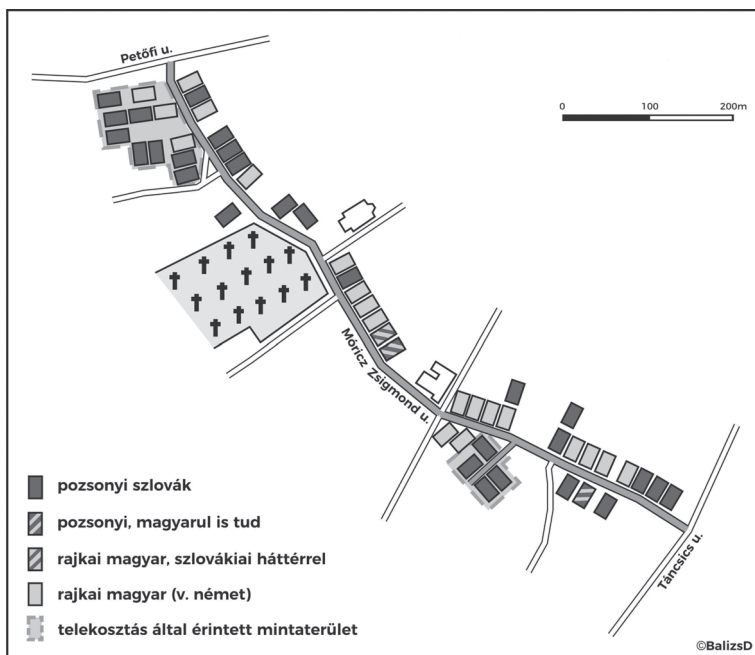 Petőfi u.
0 100 200m
Móricz Zsigmond u.
Táncsics u.
pozsonyi szlovák
pozsonyi, magyarul is tud
rajkai magyar, szlovákiai háttérrel
rajkai magyar (v. német)
telekosztás által érintett mintaterület
©BalizsD